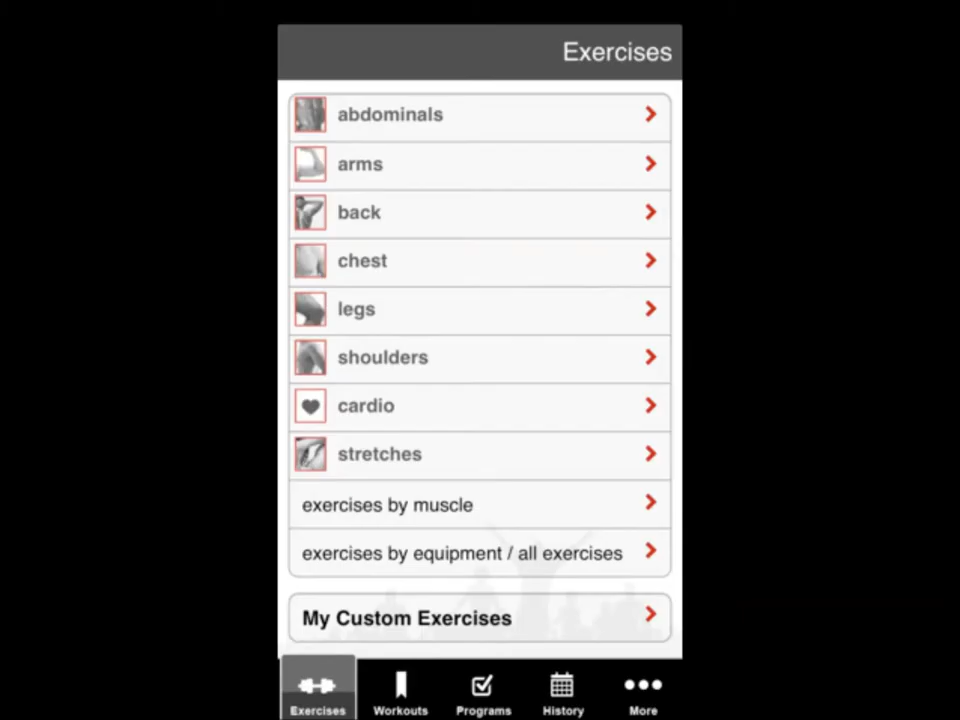 Exercises
abdominals
arms
back
chest
legs
shoulders
cardio
stretches
exercises by muscle
exercises by equipment / all exercises
My Custom Exercises
Exercises Workouts Programs History More